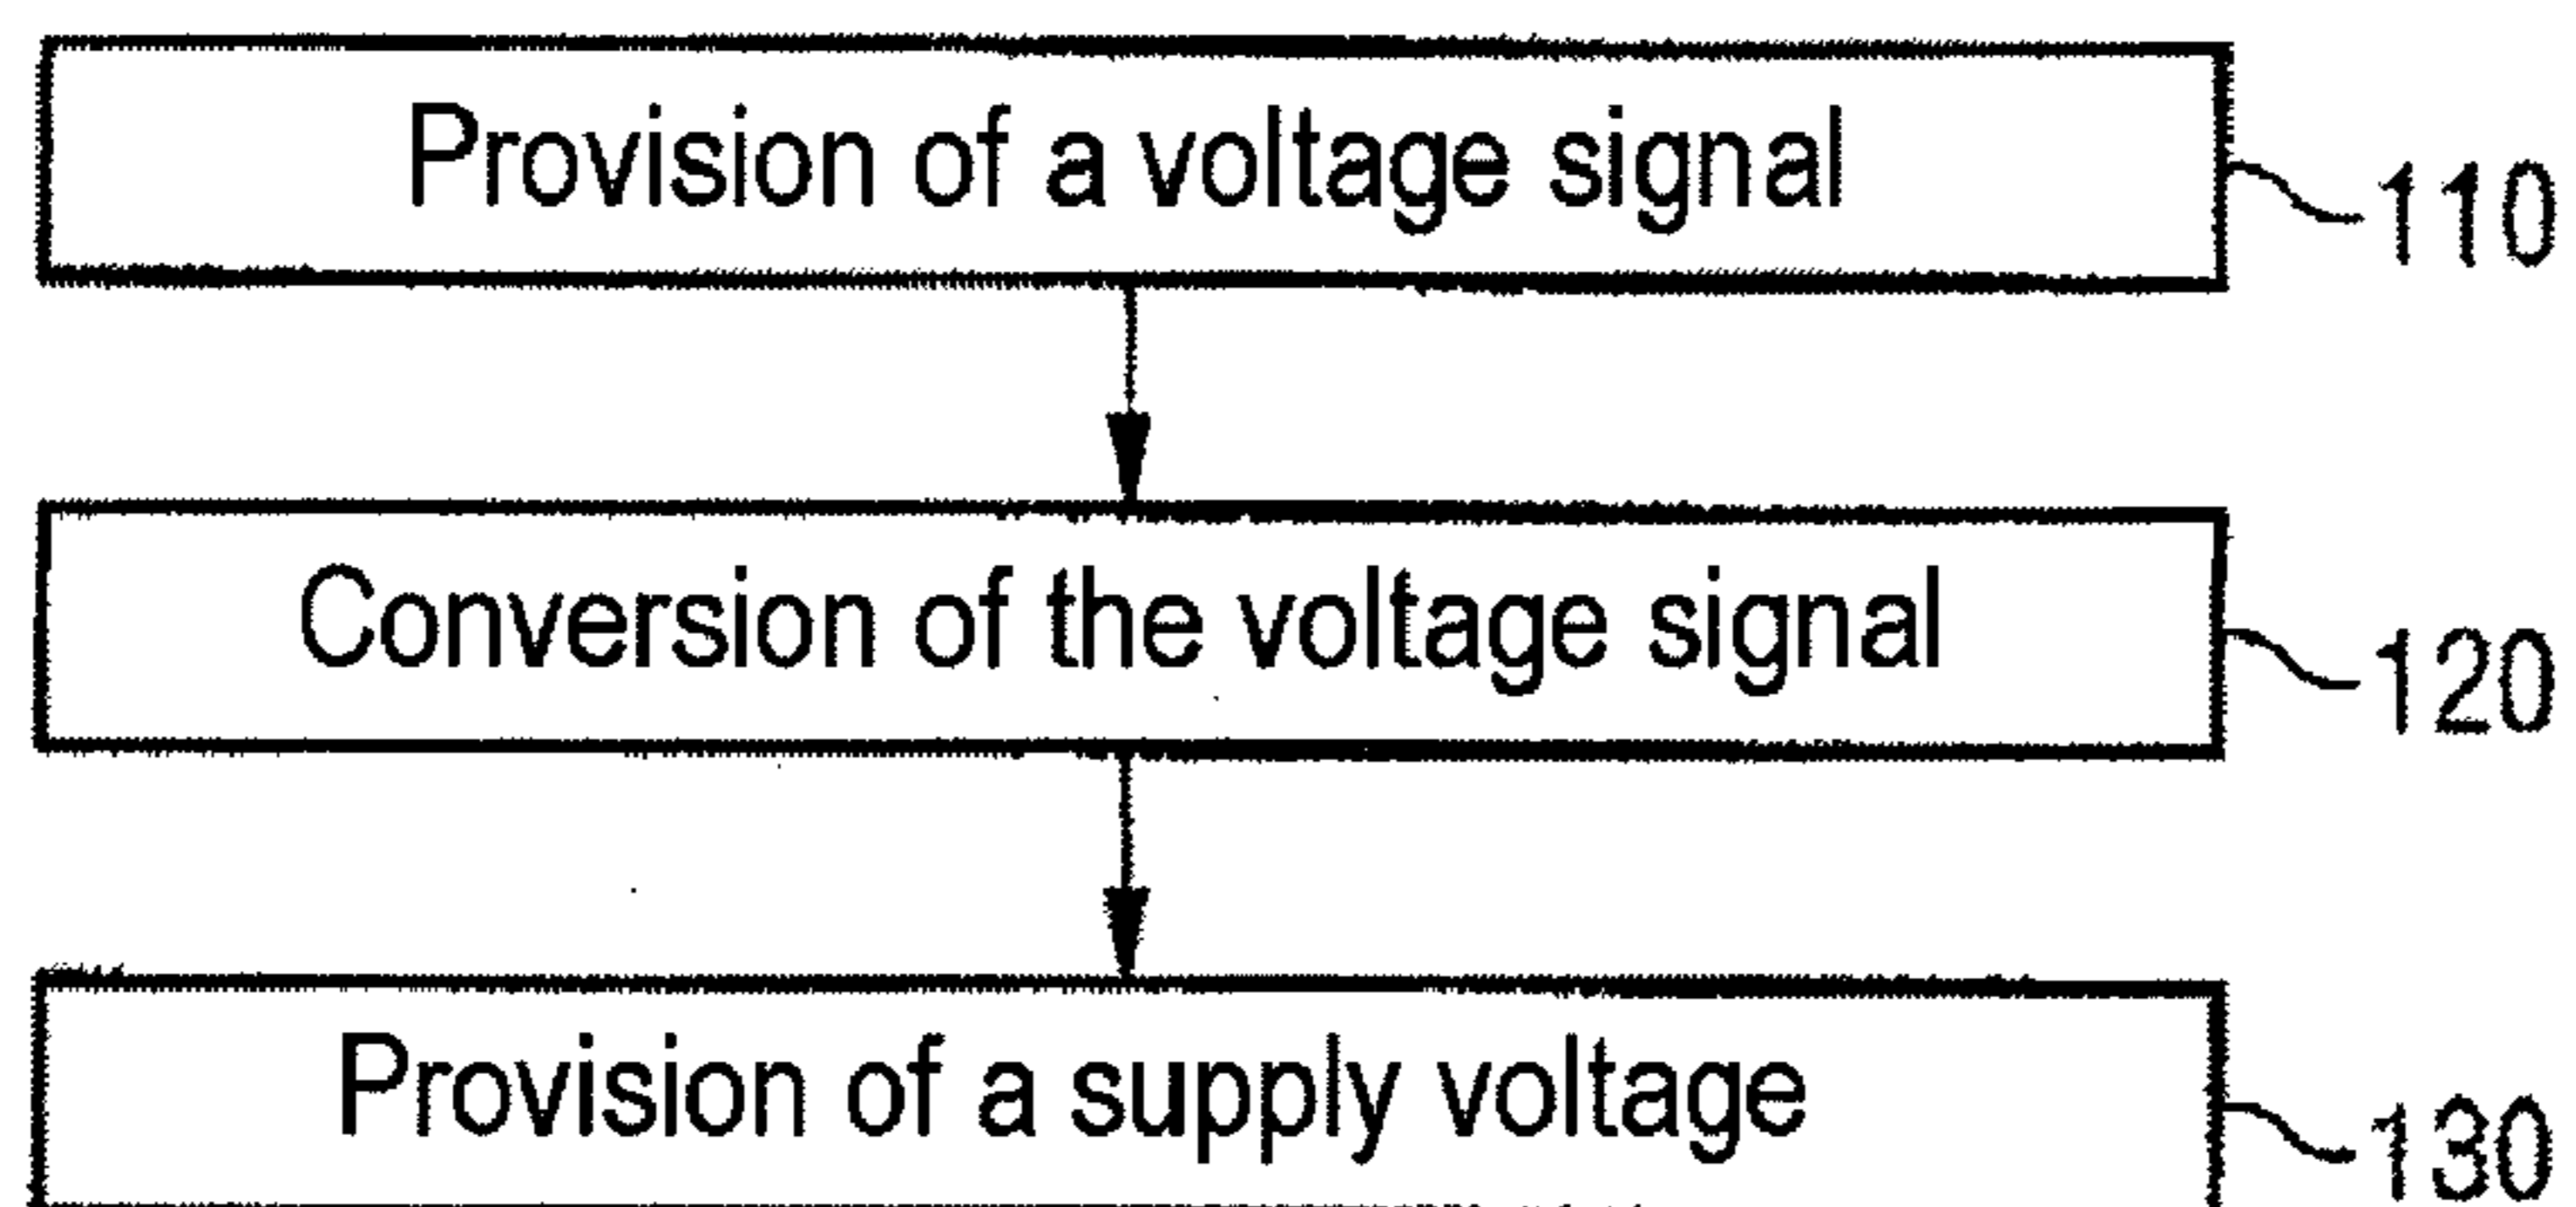 Provision of a voltage signal
110
Conversion of the voltage signal
120
Provision of a supply voltage
130